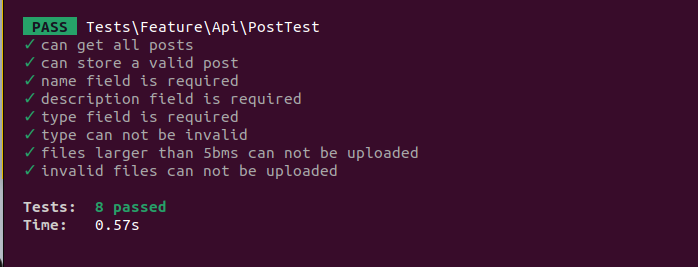 PASS Tests\Feature\Api\PostTest
✓ can get all posts
✓ can store a valid post
✓ name field is required
✓ description field is required
✓ type field is required
✓ type can not be invalid
✓ files larger than 5bms can not be uploaded
✓ invalid files can not be uploaded
Tests: 8 passed
Time: 0.57s